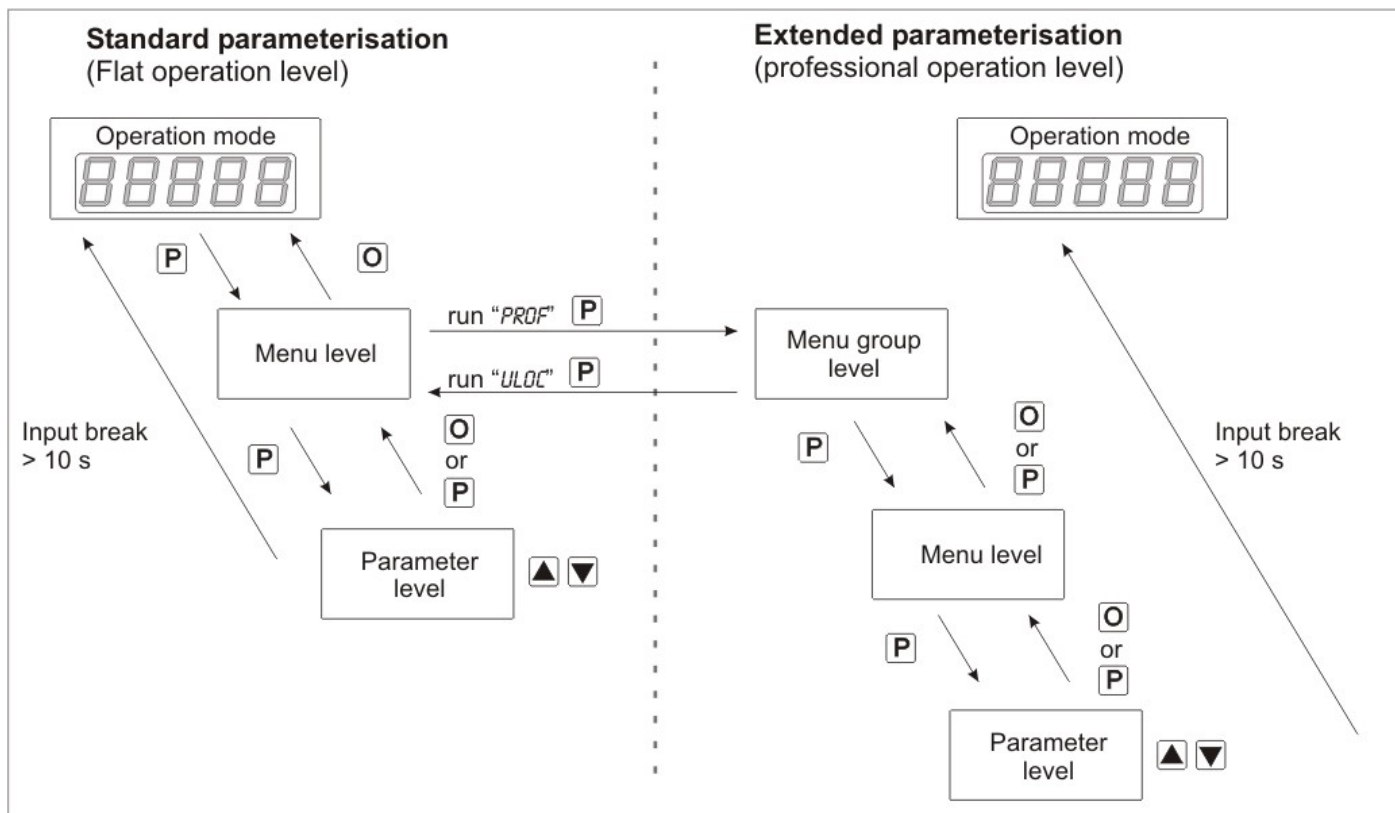 Standard parameterisation
(Flat operation level)
Operation mode
88888
P
O
Menu level
run “PROF” P
run “ULOC” P
Input break
> 10 s
P
O
or
P
Parameter
level
▲ ▼
Extended parameterisation
(professional operation level)
Operation mode
88888
Menu group
level
P
O
or
P
Input break
> 10 s
Menu level
P
O
or
P
Parameter
level
▲ ▼